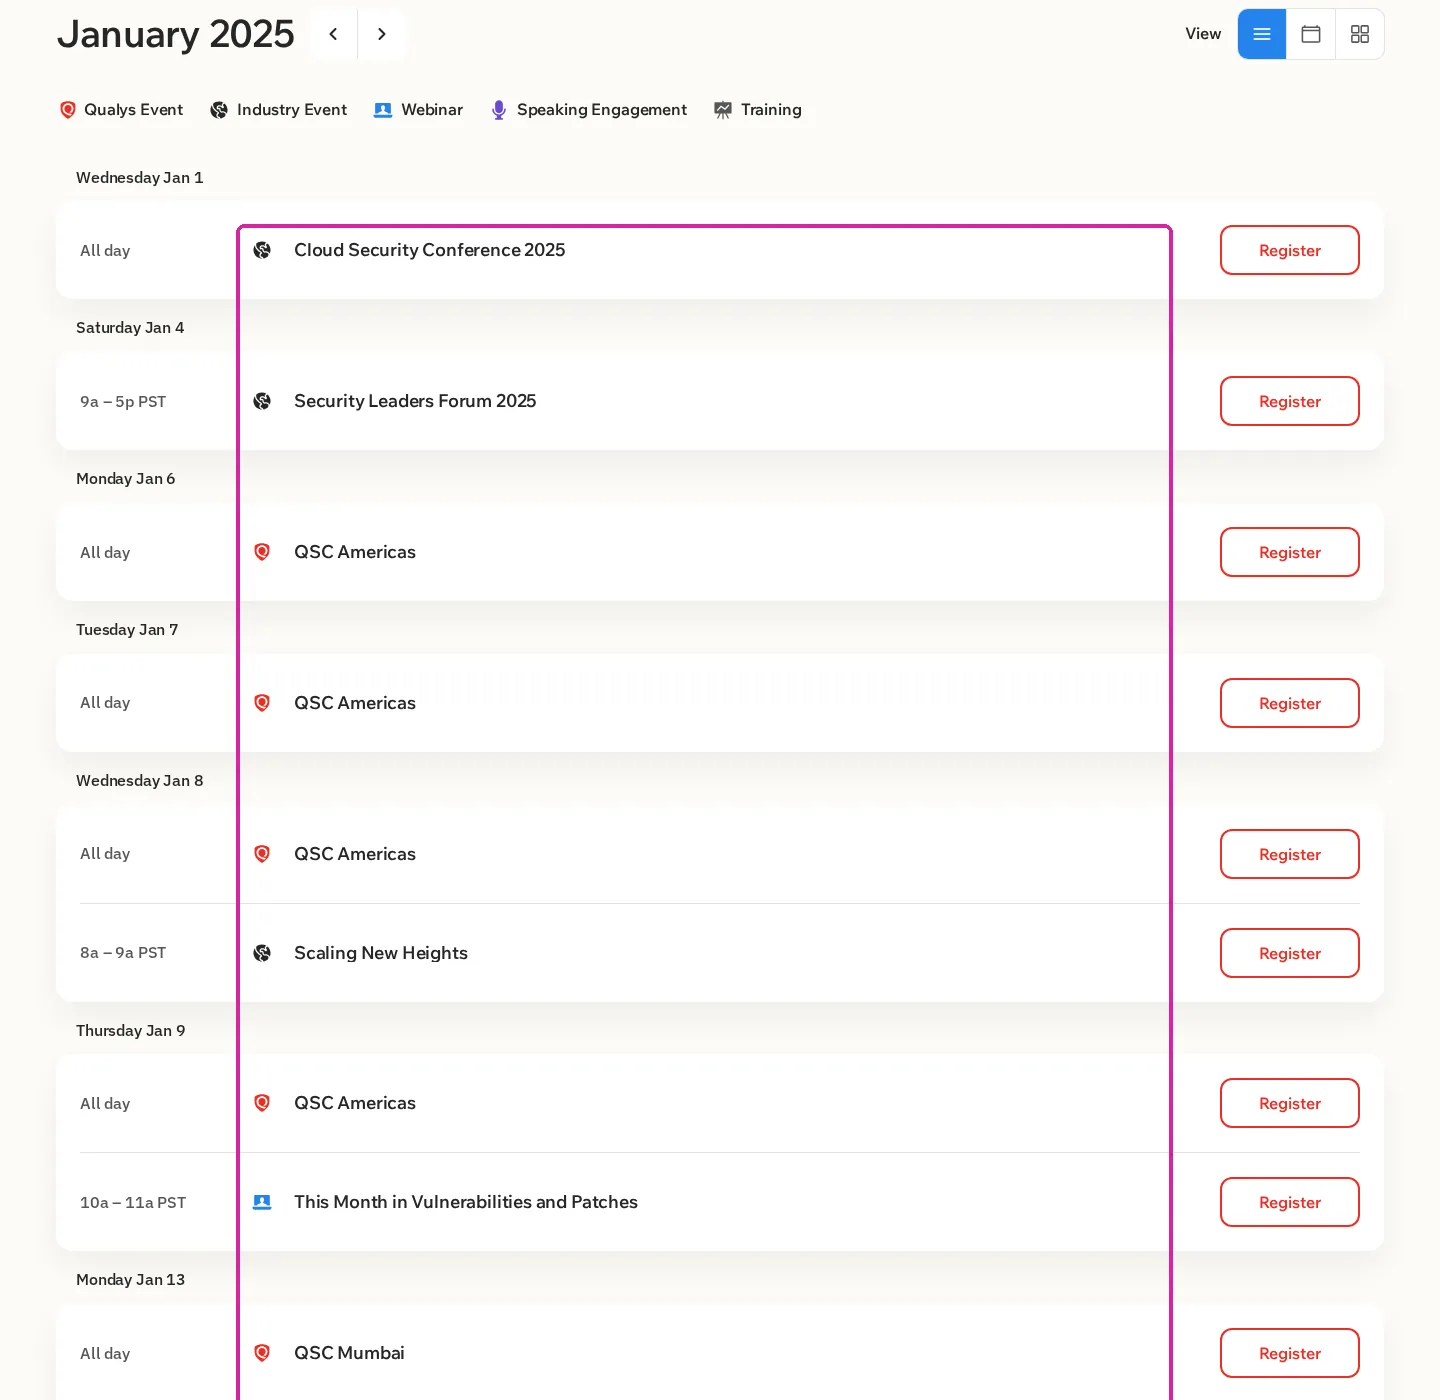 January 2025
View
Qualys Event Industry Event Webinar Speaking Engagement Training
Wednesday Jan 1
All day Cloud Security Conference 2025 Register
Saturday Jan 4
9a – 5p PST Security Leaders Forum 2025 Register
Monday Jan 6
All day QSC Americas Register
Tuesday Jan 7
All day QSC Americas Register
Wednesday Jan 8
All day QSC Americas Register
8a – 9a PST Scaling New Heights Register
Thursday Jan 9
All day QSC Americas Register
10a – 11a PST This Month in Vulnerabilities and Patches Register
Monday Jan 13
All day QSC Mumbai Register